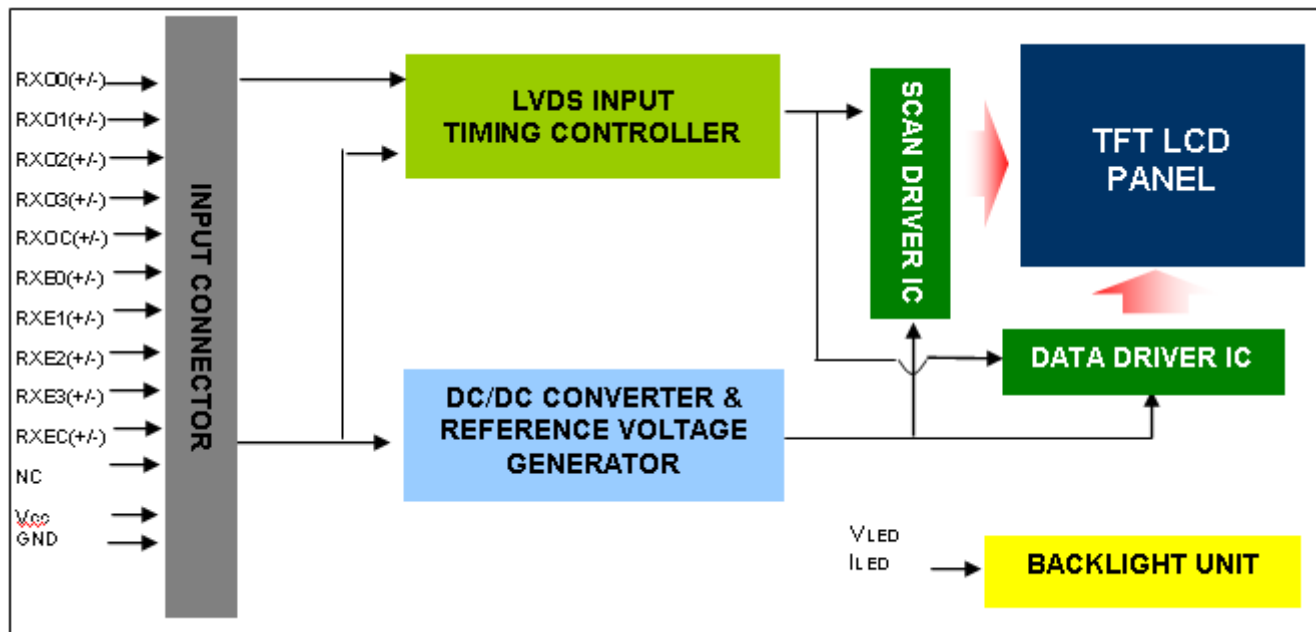 RXO0(+/-)
RXO1(+/-)
RXO2(+/-)
RXO3(+/-)
RXOC(+/-)
RXE0(+/-)
RXE1(+/-)
RXE2(+/-)
RXE3(+/-)
RXEC(+/-)
NC
Vcc
GND
INPUT CONNECTOR
LVDS INPUT
TIMING CONTROLLER
DC/DC CONVERTER &
REFERENCE VOLTAGE
GENERATOR
SCAN DRIVER IC
TFT LCD
PANEL
DATA DRIVER IC
VLED
ILED
BACKLIGHT UNIT